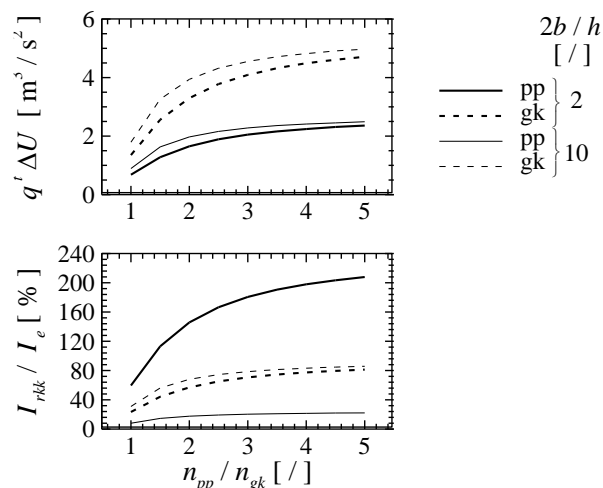 6
4
2
0
q^t ΔU [ m³ / s² ]
1 2 3 4 5
2b / h
[ / ]
pp
gk
} 2
pp
gk
} 10
240
200
160
120
80
40
0
I_rkk / I_e [ % ]
1 2 3 4 5
n_pp / n_gk [ / ]